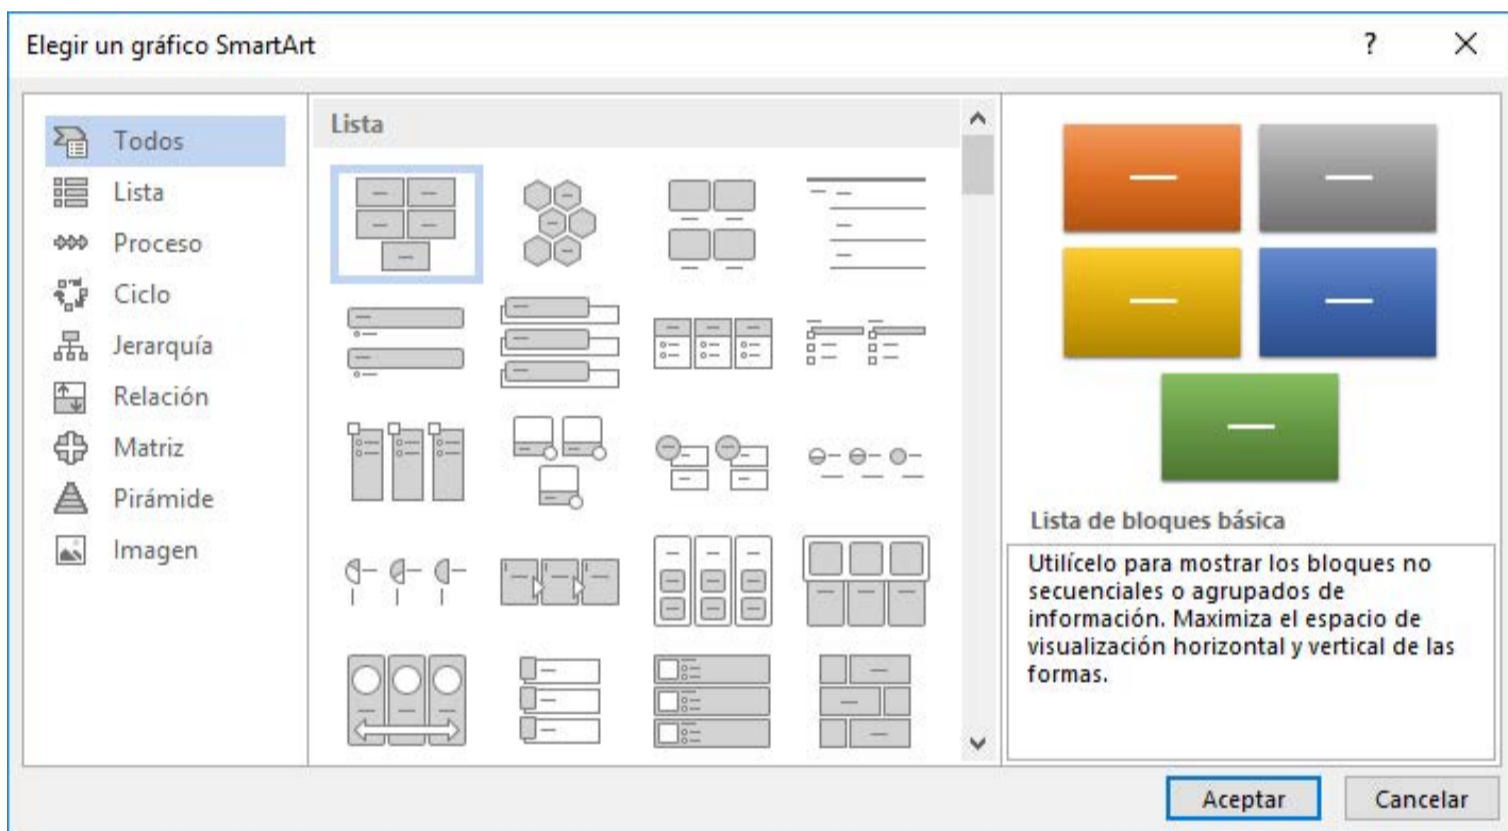 Elegir un gráfico SmartArt
?
Todos
Lista
Proceso
Ciclo
Jerarquía
Relación
Matriz
Pirámide
Imagen
Lista
Lista de bloques básica
Utilícelo para mostrar los bloques no
secuenciales o agrupados de
información. Maximiza el espacio de
visualización horizontal y vertical de las
formas.
Aceptar
Cancelar